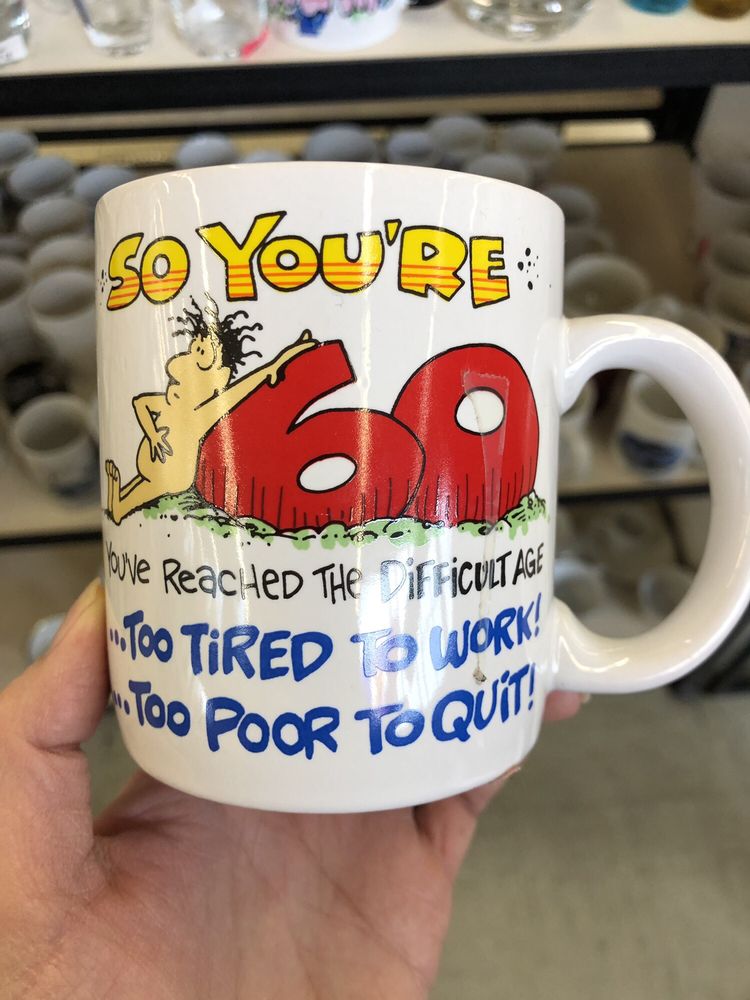 SO YOU'RE
60
You've Reached The Difficult Age
...Too Tired To Work!
...Too Poor To Quit!